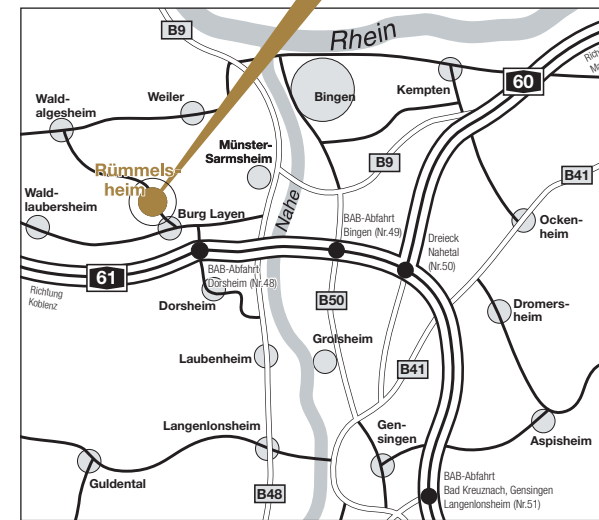 B9
Rhein
60
Rich
Ma
Wald-
algesheim
Weiler
Bingen
Kempten
Münster-
Sarmsheim
B9
B41
Rümmels-
heim
Wald-
laubersheim
Burg Layen
Nahe
BAB-Abfahrt
Bingen (Nr.49)
Dreieck
Nahetal
(Nr.50)
Ocken-
heim
61
Richtung
Koblenz
BAB-Abfahrt
Dorsheim (Nr.48)
Dorsheim
B50
Dromers-
heim
Grolsheim
Laubenheim
B41
Langenlonsheim
Gen-
singen
Aspisheim
Guldental
B48
BAB-Abfahrt
Bad Kreuznach, Gensingen
Langenlonsheim (Nr.51)